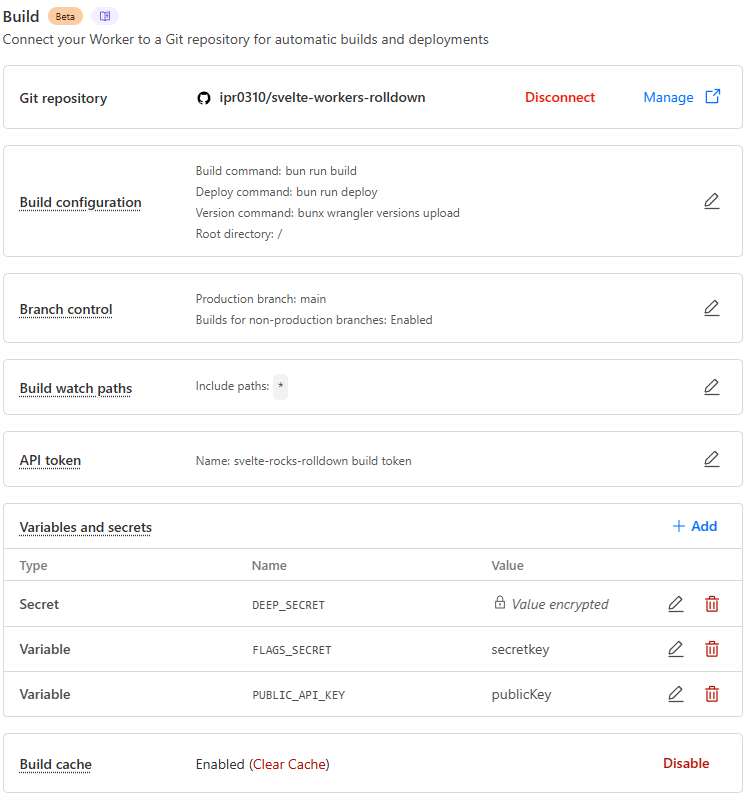 Build Beta
Connect your Worker to a Git repository for automatic builds and deployments
Git repository ipr0310/svelte-workers-rolldown Disconnect Manage
Build configuration
Build command: bun run build
Deploy command: bun run deploy
Version command: bunx wrangler versions upload
Root directory: /
Branch control
Production branch: main
Builds for non-production branches: Enabled
Build watch paths Include paths: *
API token Name: svelte-rocks-rolldown build token
Variables and secrets Add
Type Name Value
Secret DEEP_SECRET Value encrypted
Variable FLAGS_SECRET secretkey
Variable PUBLIC_API_KEY publicKey
Build cache Enabled (Clear Cache) Disable